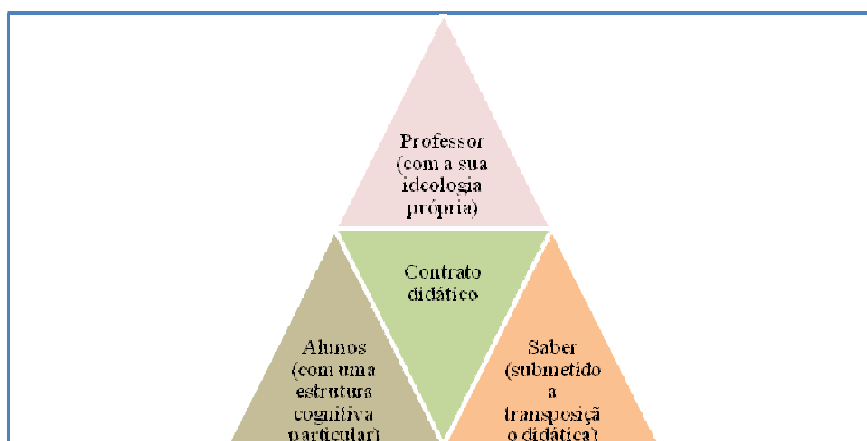 Professor
(com a sua
ideologia
própria)
Contrato
didático
Alunos
(com uma
estrutura
cognitiva
particular)
Saber
(submetido
a
transposiçã
o didática)